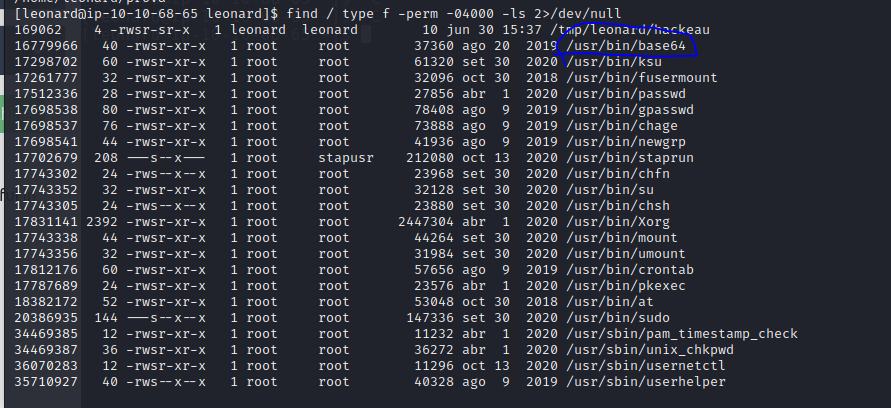 [leonard@ip-10-10-68-65 leonard]$ find / type f -perm -04000 -ls 2>/dev/null
169062 4 -rwsr-sr-x 1 leonard leonard 10 jun 30 15:37 /tmp/leonard/hackeau
16779966 40 -rwsr-xr-x 1 root root 37360 ago 20 2019 /usr/bin/base64
17298702 60 -rwsr-xr-x 1 root root 61320 set 30 2020 /usr/bin/ksu
17261777 32 -rwsr-xr-x 1 root root 32096 oct 30 2018 /usr/bin/fusermount
17512336 28 -rwsr-xr-x 1 root root 27856 abr 1 2020 /usr/bin/passwd
17698538 80 -rwsr-xr-x 1 root root 78408 ago 9 2019 /usr/bin/gpasswd
17698537 76 -rwsr-xr-x 1 root root 73888 ago 9 2019 /usr/bin/chage
17698541 44 -rwsr-xr-x 1 root root 41936 ago 9 2019 /usr/bin/newgrp
17702679 208 ---s--x--- 1 root stapusr 212080 oct 13 2020 /usr/bin/staprun
17743302 24 -rws--x--x 1 root root 23968 set 30 2020 /usr/bin/chfn
17743352 32 -rwsr-xr-x 1 root root 32128 set 30 2020 /usr/bin/su
17743305 24 -rws--x--x 1 root root 23880 set 30 2020 /usr/bin/chsh
17831141 2392 -rwsr-xr-x 1 root root 2447304 abr 1 2020 /usr/bin/Xorg
17743338 44 -rwsr-xr-x 1 root root 44264 set 30 2020 /usr/bin/mount
17743356 32 -rwsr-xr-x 1 root root 31984 set 30 2020 /usr/bin/umount
17812176 60 -rwsr-xr-x 1 root root 57656 ago 9 2019 /usr/bin/crontab
17787689 24 -rwsr-xr-x 1 root root 23576 abr 1 2020 /usr/bin/pkexec
18382172 52 -rwsr-xr-x 1 root root 53048 oct 30 2018 /usr/bin/at
20386935 144 ---s--x--x 1 root root 147336 set 30 2020 /usr/bin/sudo
34469385 12 -rwsr-xr-x 1 root root 11232 abr 1 2020 /usr/sbin/pam_timestamp_check
34469387 36 -rwsr-xr-x 1 root root 36272 abr 1 2020 /usr/sbin/unix_chkpwd
36070283 12 -rwsr-xr-x 1 root root 11296 oct 13 2020 /usr/sbin/usernetctl
35710927 40 -rws--x--x 1 root root 40328 ago 9 2019 /usr/sbin/userhelper